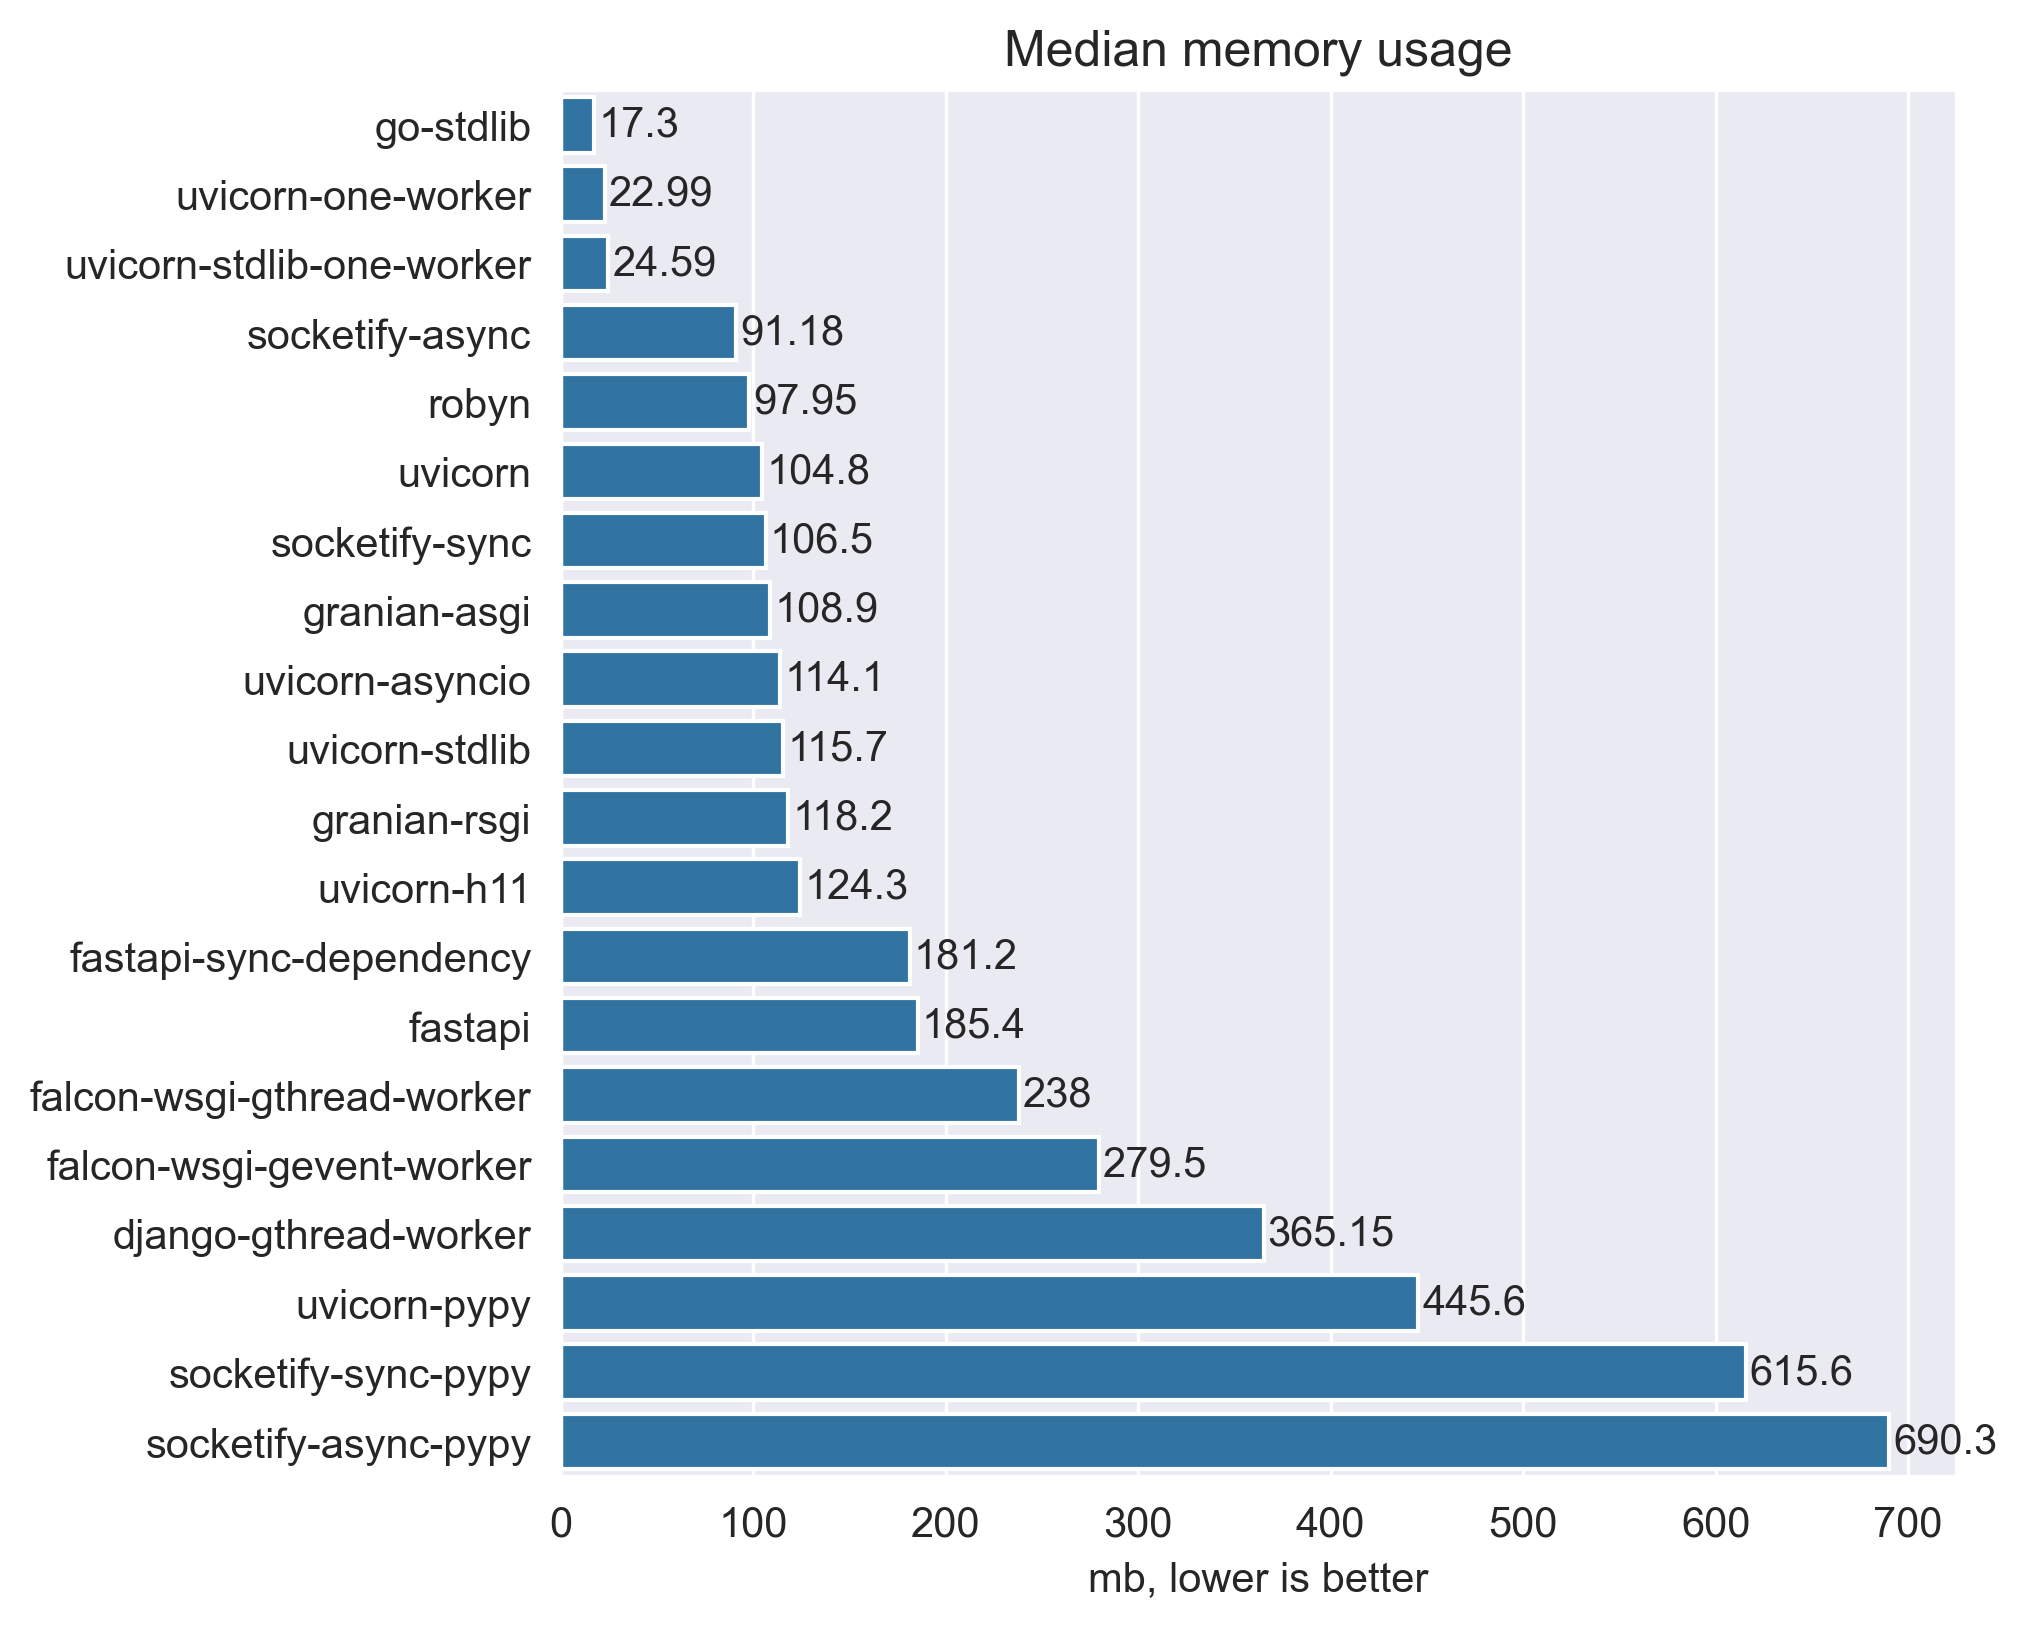 Median memory usage
go-stdlib 17.3
uvicorn-one-worker 22.99
uvicorn-stdlib-one-worker 24.59
socketify-async 91.18
robyn 97.95
uvicorn 104.8
socketify-sync 106.5
granian-asgi 108.9
uvicorn-asyncio 114.1
uvicorn-stdlib 115.7
granian-rsgi 118.2
uvicorn-h11 124.3
fastapi-sync-dependency 181.2
fastapi 185.4
falcon-wsgi-gthread-worker 238
falcon-wsgi-gevent-worker 279.5
django-gthread-worker 365.15
uvicorn-pypy 445.6
socketify-sync-pypy 615.6
socketify-async-pypy 690.3
0 100 200 300 400 500 600 700
mb, lower is better